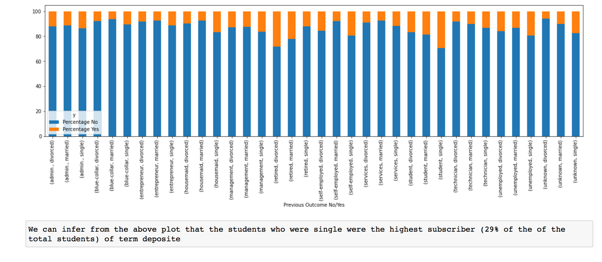 100
80
60
40
20
0
y
Percentage No
Percentage Yes
(admin., divorced)
(admin., married)
(admin., single)
(blue-collar, divorced)
(blue-collar, married)
(blue-collar, single)
(entrepreneur, divorced)
(entrepreneur, married)
(entrepreneur, single)
(housemaid, divorced)
(housemaid, married)
(housemaid, single)
(management, divorced)
(management, married)
(management, single)
(retired, divorced)
(retired, married)
(retired, single)
(self-employed, divorced)
(self-employed, married)
(self-employed, single)
(services, divorced)
(services, married)
(services, single)
(student, divorced)
(student, married)
(student, single)
(technician, divorced)
(technician, married)
(technician, single)
(unemployed, divorced)
(unemployed, married)
(unemployed, single)
(unknown, divorced)
(unknown, married)
(unknown, single)
Previous Outcome No/Yes
We can infer from the above plot that the students who were single were the highest subscriber (29% of the of the
total students) of term deposite